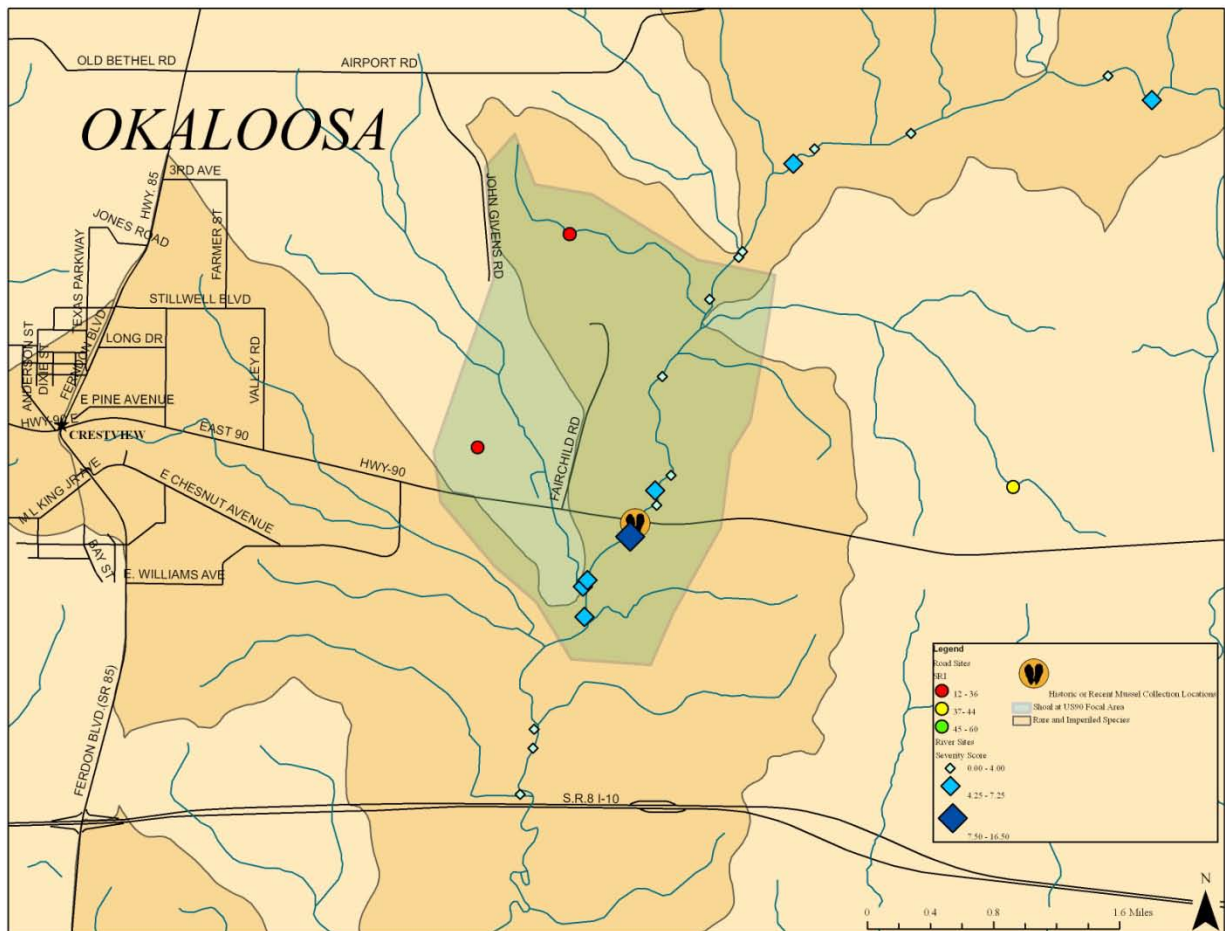 OLD BETHEL RD
AIRPORT RD
OKALOOSA
3RD AVE
HWY. 85
JONES ROAD
FARMER ST
JOHN GIVENS RD
TEXAS PARKWAY
STILLWELL BLVD
ANDERSON ST
DIXIE ST
FERDON BLVD
LONG DR
VALLEY RD
E PINE AVENUE
HWY-90 E
CRESTVIEW
EAST 90
HWY-90
FAIRCHILD RD
M L KING JR AVE
E CHESNUT AVENUE
BAY ST
E. WILLIAMS AVE
FERDON BLVD.(SR 85)
S.R.8 I-10
Legend
Road Sites
SRI
12 - 36
37- 44
45 - 60
River Sites
Severity Score
0.00 - 4.00
4.25 - 7.25
7.50 - 16.50
Historic or Recent Mussel Collection Locations
Shoal at US90 Focal Area
Rare and Imperiled Species
N
0 0.4 0.8 1.6 Miles